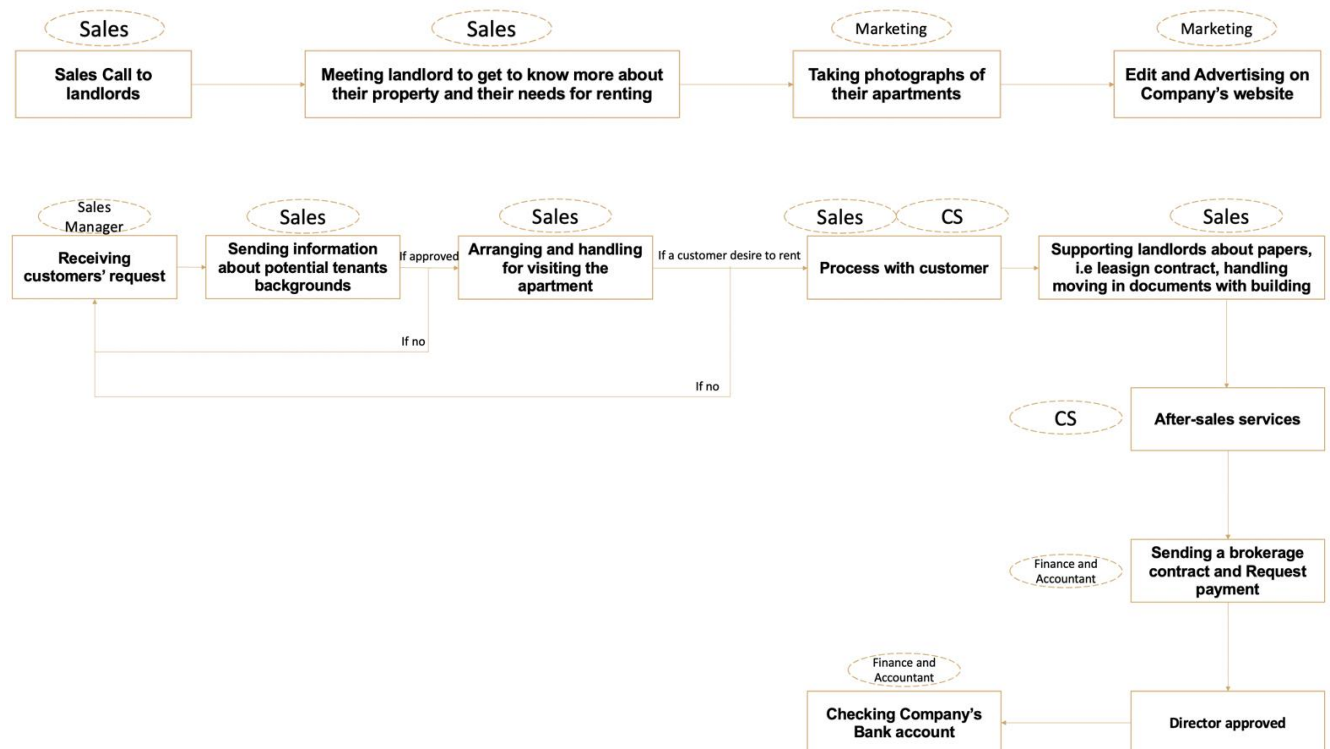 Sales
Sales
Marketing
Marketing
Sales Call to
landlords
Meeting landlord to get to know more about
their property and their needs for renting
Taking photographs of
their apartments
Edit and Advertising on
Company’s website
Sales
Manager
Sales
Sales
Sales
CS
Sales
Receiving
customers’ request
Sending information
about potential tenants
backgrounds
If approved
Arranging and handling
for visiting the
apartment
If a customer desire to rent
Process with customer
Supporting landlords about papers,
i.e leasign contract, handling
moving in documents with building
If no
If no
CS
After-sales services
Finance and
Accountant
Sending a brokerage
contract and Request
payment
Finance and
Accountant
Checking Company’s
Bank account
Director approved